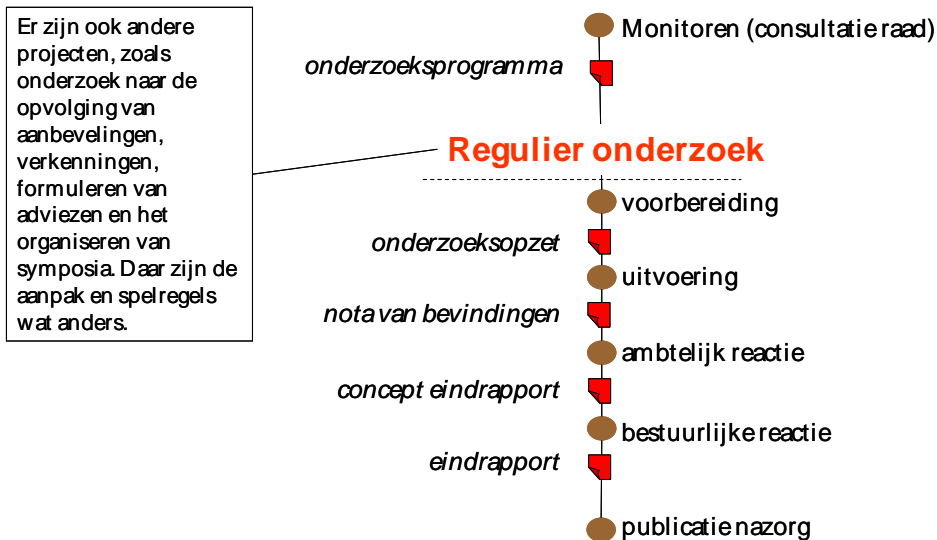 Er zijn ook andere
projecten, zoals
onderzoek naar de
opvolging van
aanbevelingen,
verkenningen,
formuleren van
adviezen en het
organiseren van
symposia. Daar zijn de
aanpak en spelregels
wat anders.
Monitoren (consultatie raad)
onderzoeksprogramma
Regulier onderzoek
voorbereiding
onderzoeksopzet
uitvoering
nota van bevindingen
ambtelijk reactie
concept eindrapport
bestuurlijke reactie
eindrapport
publicatie nazorg